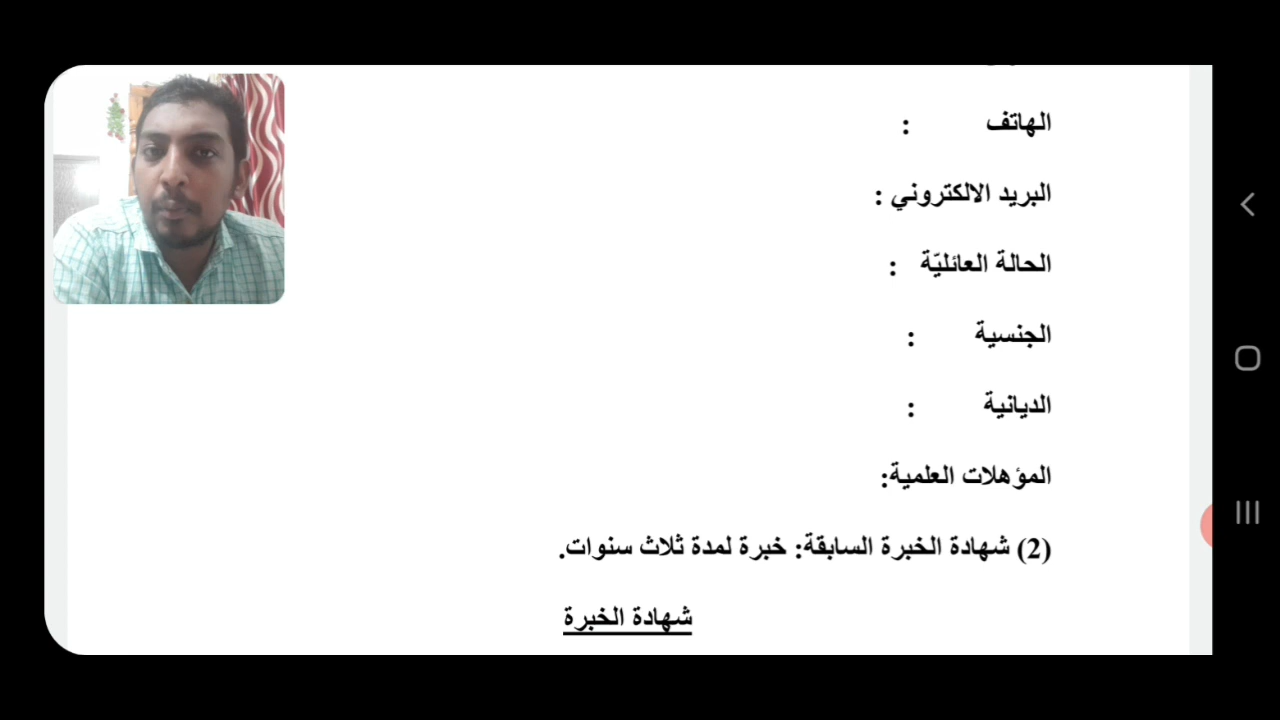 الهاتف :
البريد الالكتروني :
الحالة العائليّة :
الجنسية :
الديانية :
المؤهلات العلمية:
(2) شهادة الخبرة السابقة: خبرة لمدة ثلاث سنوات.
شهادة الخبرة